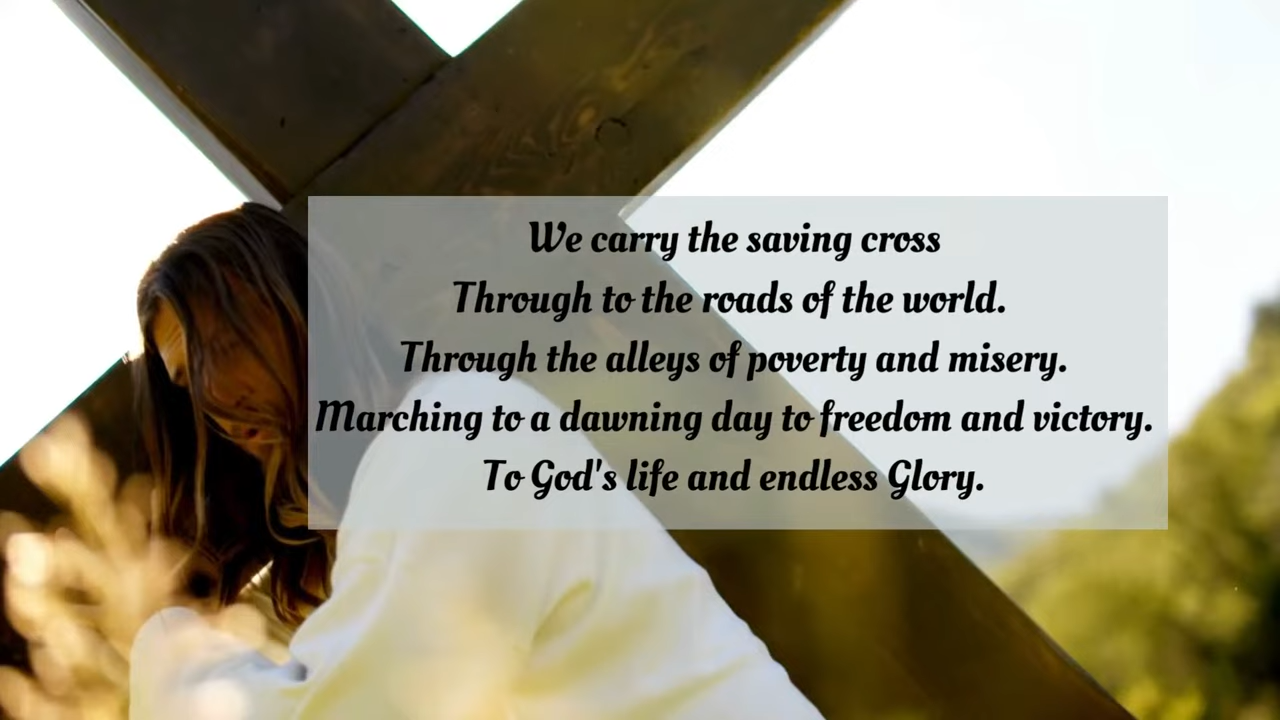 We carry the saving cross
Through to the roads of the world.
Through the alleys of poverty and misery.
Marching to a dawning day to freedom and victory.
To God's life and endless Glory.